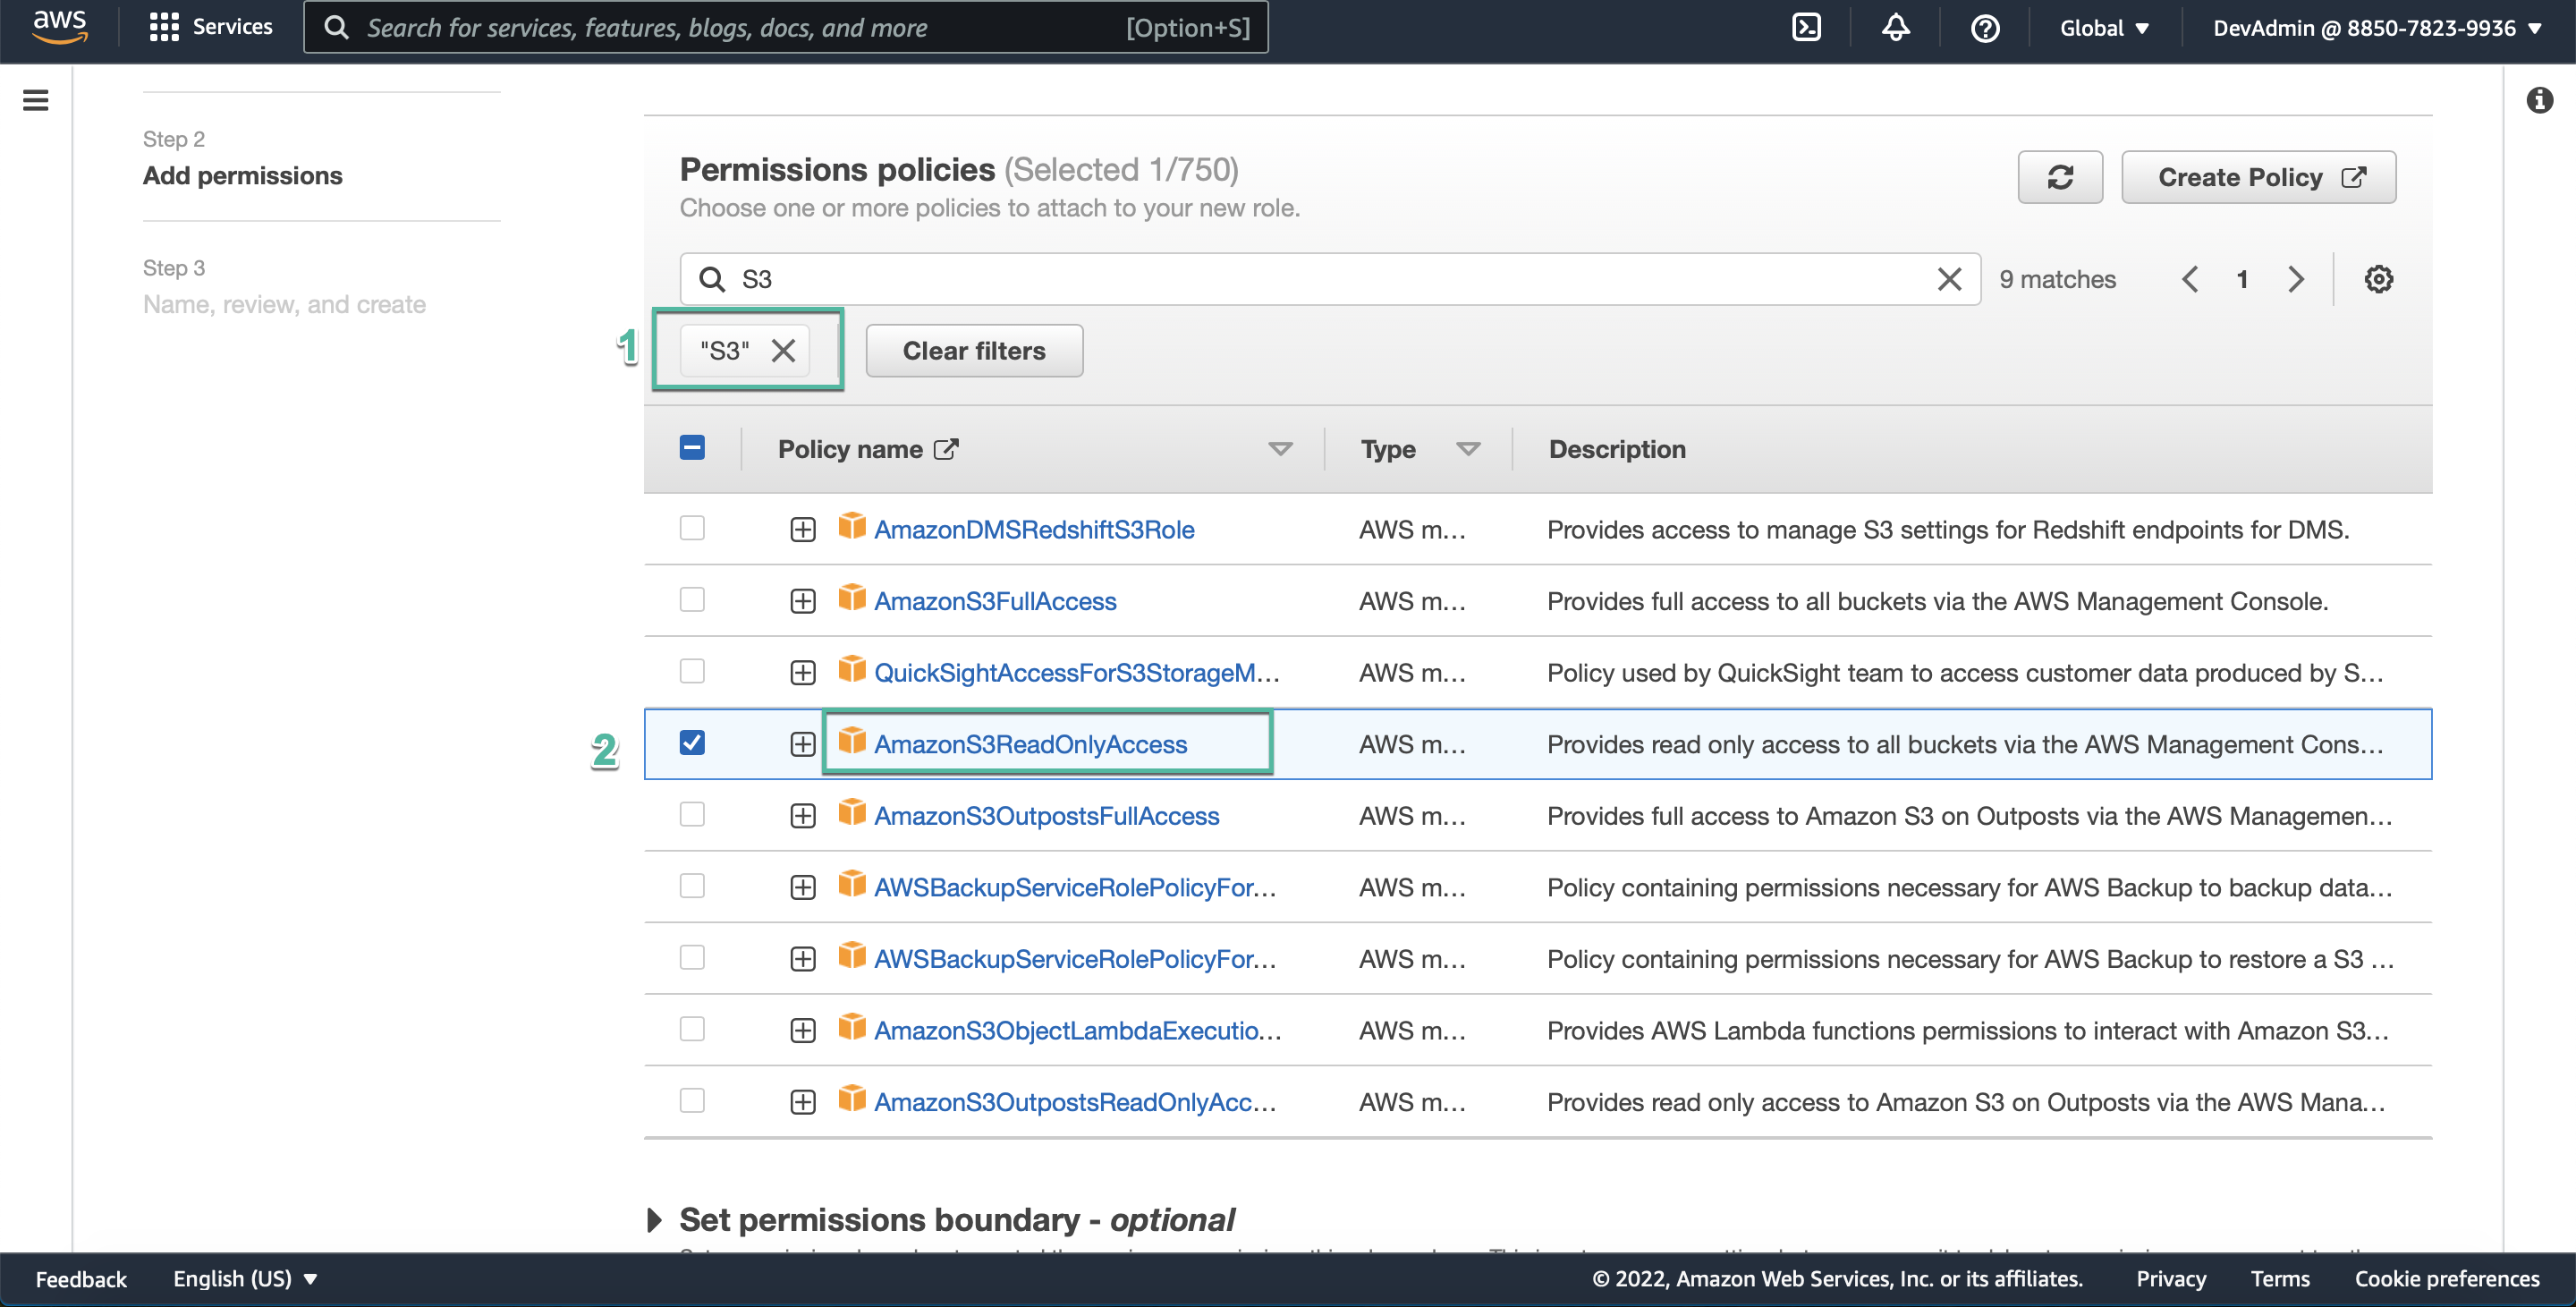 aws
Services
Search for services, features, blogs, docs, and more
[Option+S]
Global
DevAdmin @ 8850-7823-9936
Step 2
Add permissions
Step 3
Name, review, and create
Permissions policies (Selected 1/750)
Choose one or more policies to attach to your new role.
Create Policy
S3
9 matches
1
1
"S3"
Clear filters
Policy name
Type
Description
AmazonDMSRedshiftS3Role AWS m... Provides access to manage S3 settings for Redshift endpoints for DMS.
AmazonS3FullAccess AWS m... Provides full access to all buckets via the AWS Management Console.
QuickSightAccessForS3StorageM... AWS m... Policy used by QuickSight team to access customer data produced by S...
2
AmazonS3ReadOnlyAccess AWS m... Provides read only access to all buckets via the AWS Management Cons...
AmazonS3OutpostsFullAccess AWS m... Provides full access to Amazon S3 on Outposts via the AWS Managemen...
AWSBackupServiceRolePolicyFor... AWS m... Policy containing permissions necessary for AWS Backup to backup data...
AWSBackupServiceRolePolicyFor... AWS m... Policy containing permissions necessary for AWS Backup to restore a S3 ...
AmazonS3ObjectLambdaExecutio... AWS m... Provides AWS Lambda functions permissions to interact with Amazon S3...
AmazonS3OutpostsReadOnlyAcc... AWS m... Provides read only access to Amazon S3 on Outposts via the AWS Mana...
Set permissions boundary - optional
Feedback
English (US)
© 2022, Amazon Web Services, Inc. or its affiliates.
Privacy
Terms
Cookie preferences